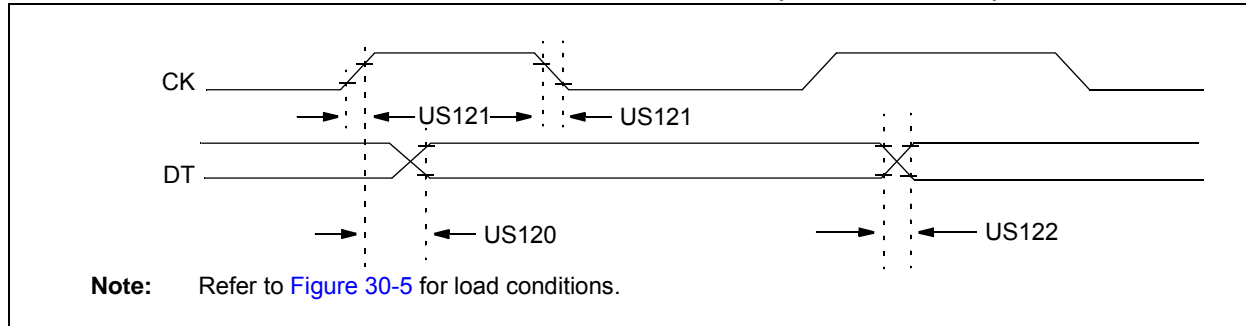 CK
US121
US121
DT
US120
US122
Note: Refer to Figure 30-5 for load conditions.